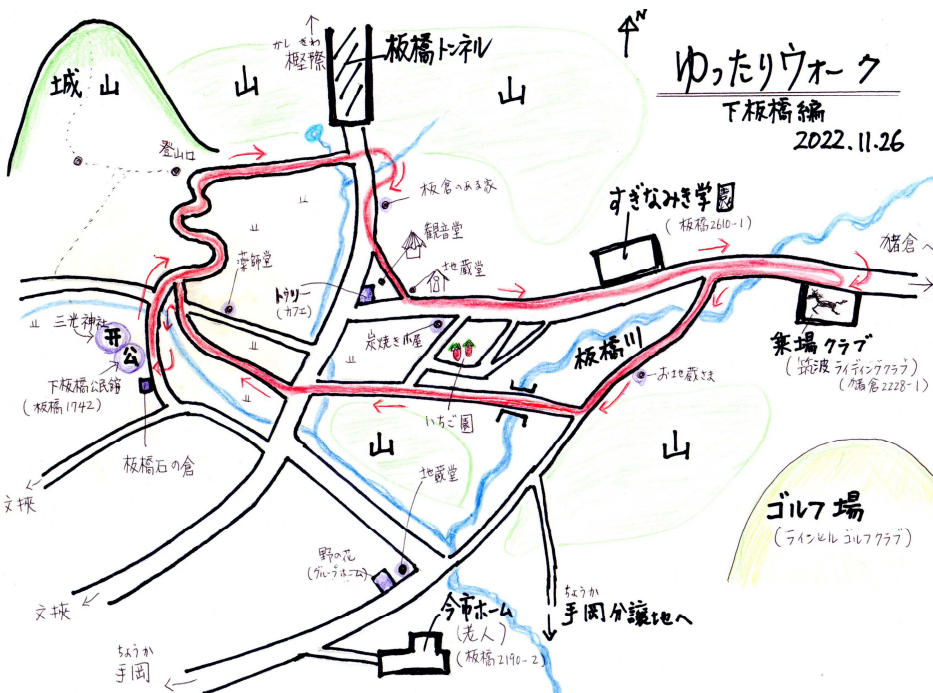 ゆったりウォーク
下板橋編
2022.11.26
N
かしざわ
樫際
板橋トンネル
城山
山
山
登山口
板倉のあま家
観音堂
地蔵堂
トゥリー
(カフェ)
薬師堂
すぎなみき学園
(板橋2610-1)
猪倉へ
乗場クラブ
(筑波ライディングクラブ)
(猪倉2228-1)
三光神社
开
公
下板橋公民館
(板橋1742)
板橋石の倉
炭焼き小屋
いちご園
板橋川
お地蔵さま
山
山
文挾
文挾
ちょうか
手岡
地蔵堂
野の花
(グループホーム)
今市ホーム
(老人)
(板橋2190-2)
ちょうか
手岡分譲地へ
ゴルフ場
(ラインヒルゴルフクラブ)